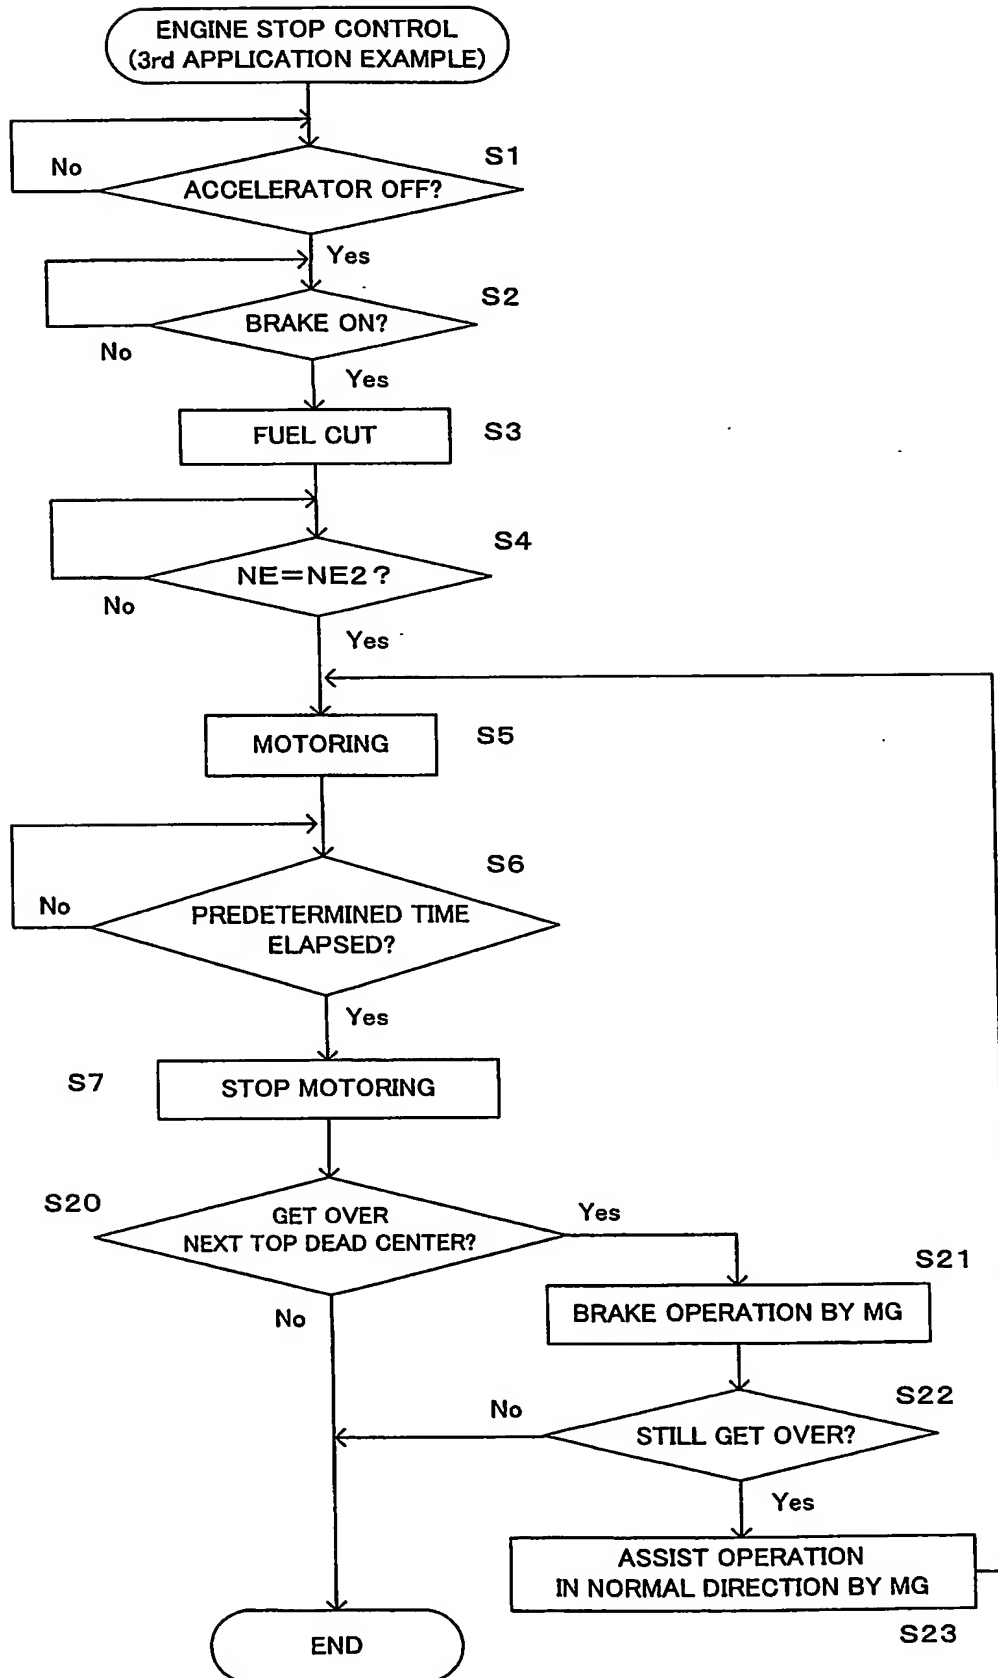 ENGINE STOP CONTROL
(3rd APPLICATION EXAMPLE)
S1
No
ACCELERATOR OFF?
Yes
S2
BRAKE ON?
No
Yes
FUEL CUT
S3
S4
NE=NE2?
No
Yes
MOTORING
S5
S6
No
PREDETERMINED TIME
ELAPSED?
Yes
S7
STOP MOTORING
S20
GET OVER
NEXT TOP DEAD CENTER?
Yes
S21
No
BRAKE OPERATION BY MG
S22
No
STILL GET OVER?
Yes
ASSIST OPERATION
IN NORMAL DIRECTION BY MG
S23
END